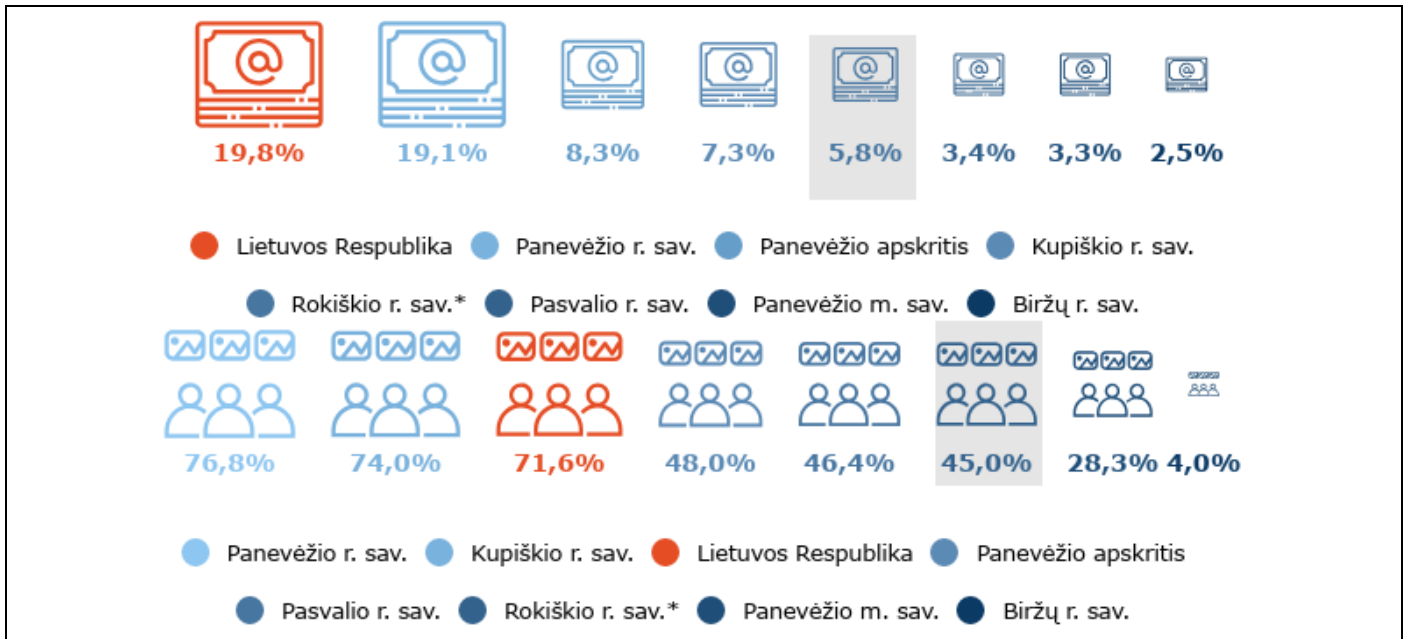 19,8% 19,1% 8,3% 7,3% 5,8% 3,4% 3,3% 2,5%
Lietuvos Respublika Panevėžio r. sav. Panevėžio apskritis Kupiškio r. sav.
Rokiškio r. sav.* Pasvalio r. sav. Panevėžio m. sav. Biržų r. sav.
76,8% 74,0% 71,6% 48,0% 46,4% 45,0% 28,3% 4,0%
Panevėžio r. sav. Kupiškio r. sav. Lietuvos Respublika Panevėžio apskritis
Pasvalio r. sav. Rokiškio r. sav.* Panevėžio m. sav. Biržų r. sav.